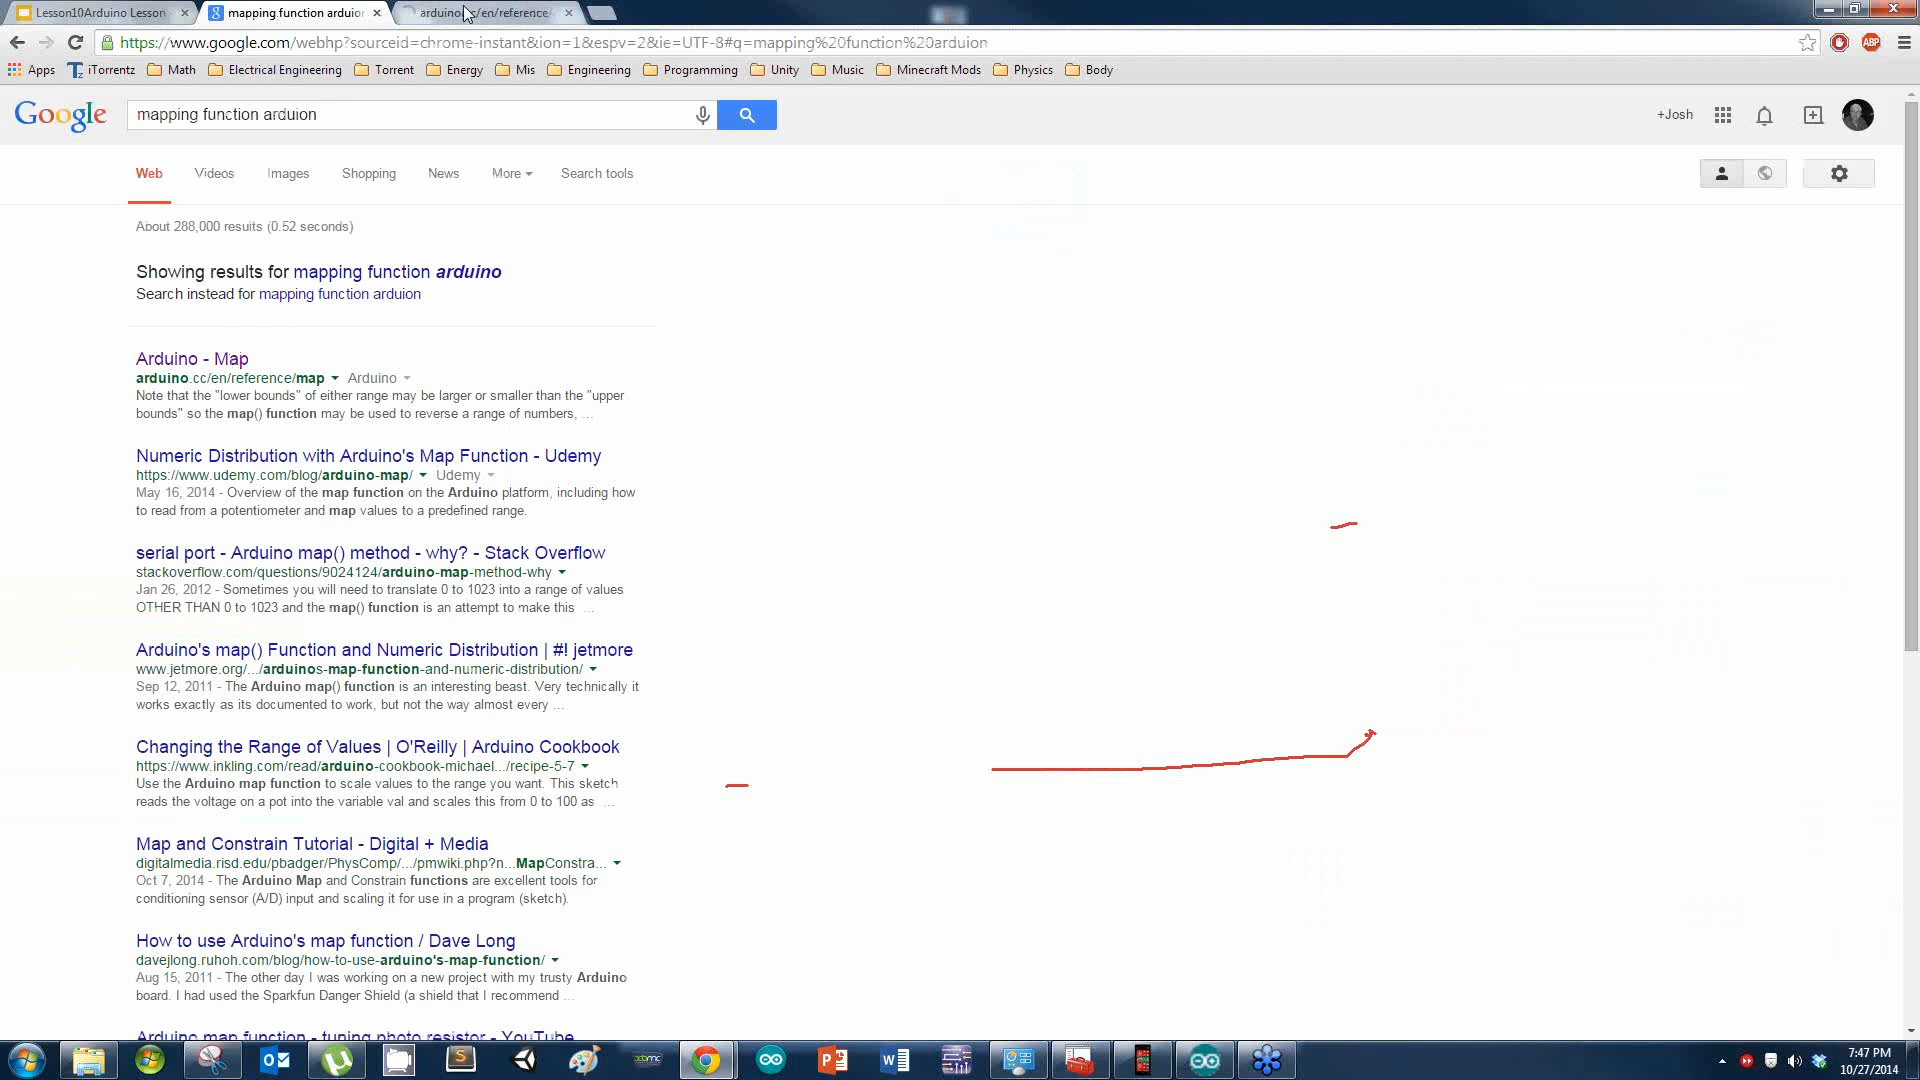 Lesson10Arduino Lesson
mapping function arduion
arduino.cc/en/reference/
https://www.google.com/webhp?sourceid=chrome-instant&ion=1&espv=2&ie=UTF-8#q=mapping%20function%20arduion
ABP
Apps iTorrentz Math Electrical Engineering Torrent Energy Mis Engineering Programming Unity Music Minecraft Mods Physics Body
Google
mapping function arduion
+Josh
Web Videos Images Shopping News More Search tools
About 288,000 results (0.52 seconds)
Showing results for mapping function arduino
Search instead for mapping function arduion
Arduino - Map
arduino.cc/en/reference/map Arduino
Note that the "lower bounds" of either range may be larger or smaller than the "upper
bounds" so the map() function may be used to reverse a range of numbers, ...
Numeric Distribution with Arduino's Map Function - Udemy
https://www.udemy.com/blog/arduino-map/ Udemy
May 16, 2014 - Overview of the map function on the Arduino platform, including how
to read from a potentiometer and map values to a predefined range.
serial port - Arduino map() method - why? - Stack Overflow
stackoverflow.com/questions/9024124/arduino-map-method-why
Jan 26, 2012 - Sometimes you will need to translate 0 to 1023 into a range of values
OTHER THAN 0 to 1023 and the map() function is an attempt to make this ...
Arduino's map() Function and Numeric Distribution | #! jetmore
www.jetmore.org/.../arduinos-map-function-and-numeric-distribution/
Sep 12, 2011 - The Arduino map() function is an interesting beast. Very technically it
works exactly as its documented to work, but not the way almost every ...
Changing the Range of Values | O'Reilly | Arduino Cookbook
https://www.inkling.com/read/arduino-cookbook-michael.../recipe-5-7
Use the Arduino map function to scale values to the range you want. This sketch
reads the voltage on a pot into the variable val and scales this from 0 to 100 as ...
Map and Constrain Tutorial - Digital + Media
digitalmedia.risd.edu/pbadger/PhysComp/.../pmwiki.php?n...MapConstra...
Oct 7, 2014 - The Arduino Map and Constrain functions are excellent tools for
conditioning sensor (A/D) input and scaling it for use in a program (sketch).
How to use Arduino's map function / Dave Long
davejlong.ruhoh.com/blog/how-to-use-arduino's-map-function/
Aug 15, 2011 - The other day I was working on a new project with my trusty Arduino
board. I had used the Sparkfun Danger Shield (a shield that I recommend ...
Arduino map function - tuning photo resistor - YouTube
7:47 PM
10/27/2014